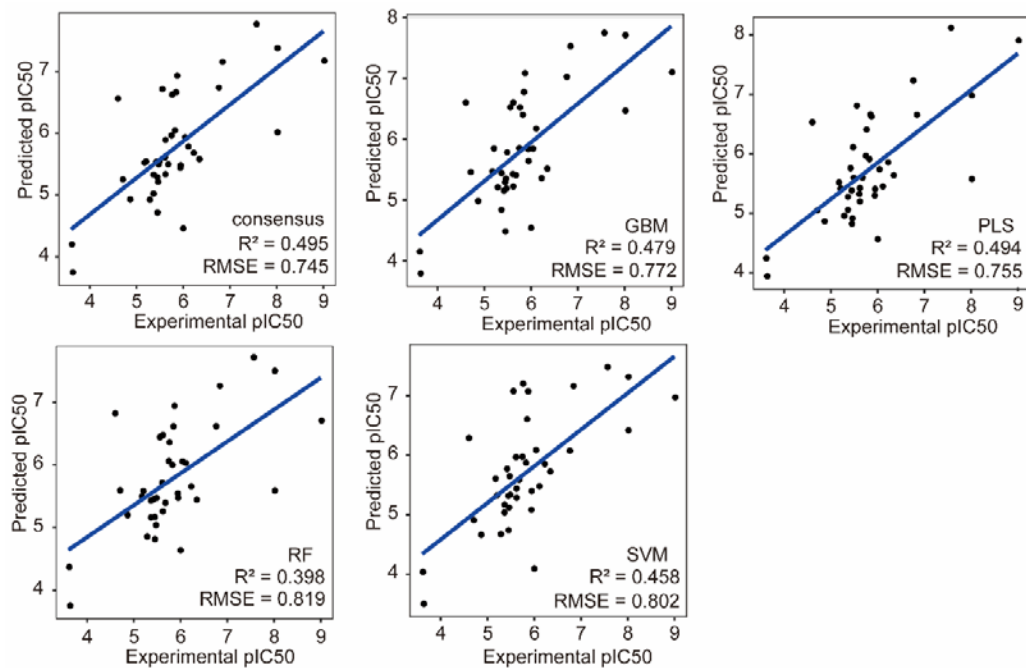 7
6
5
4
Predicted pIC50
consensus
R² = 0.495
RMSE = 0.745
4 5 6 7 8 9
Experimental pIC50
8
7
6
5
4
Predicted pIC50
GBM
R² = 0.479
RMSE = 0.772
4 5 6 7 8 9
Experimental pIC50
8
7
6
5
4
Predicted pIC50
PLS
R² = 0.494
RMSE = 0.755
4 5 6 7 8 9
Experimental pIC50
7
6
5
4
Predicted pIC50
RF
R² = 0.398
RMSE = 0.819
4 5 6 7 8 9
Experimental pIC50
7
6
5
4
Predicted pIC50
SVM
R² = 0.458
RMSE = 0.802
4 5 6 7 8 9
Experimental pIC50